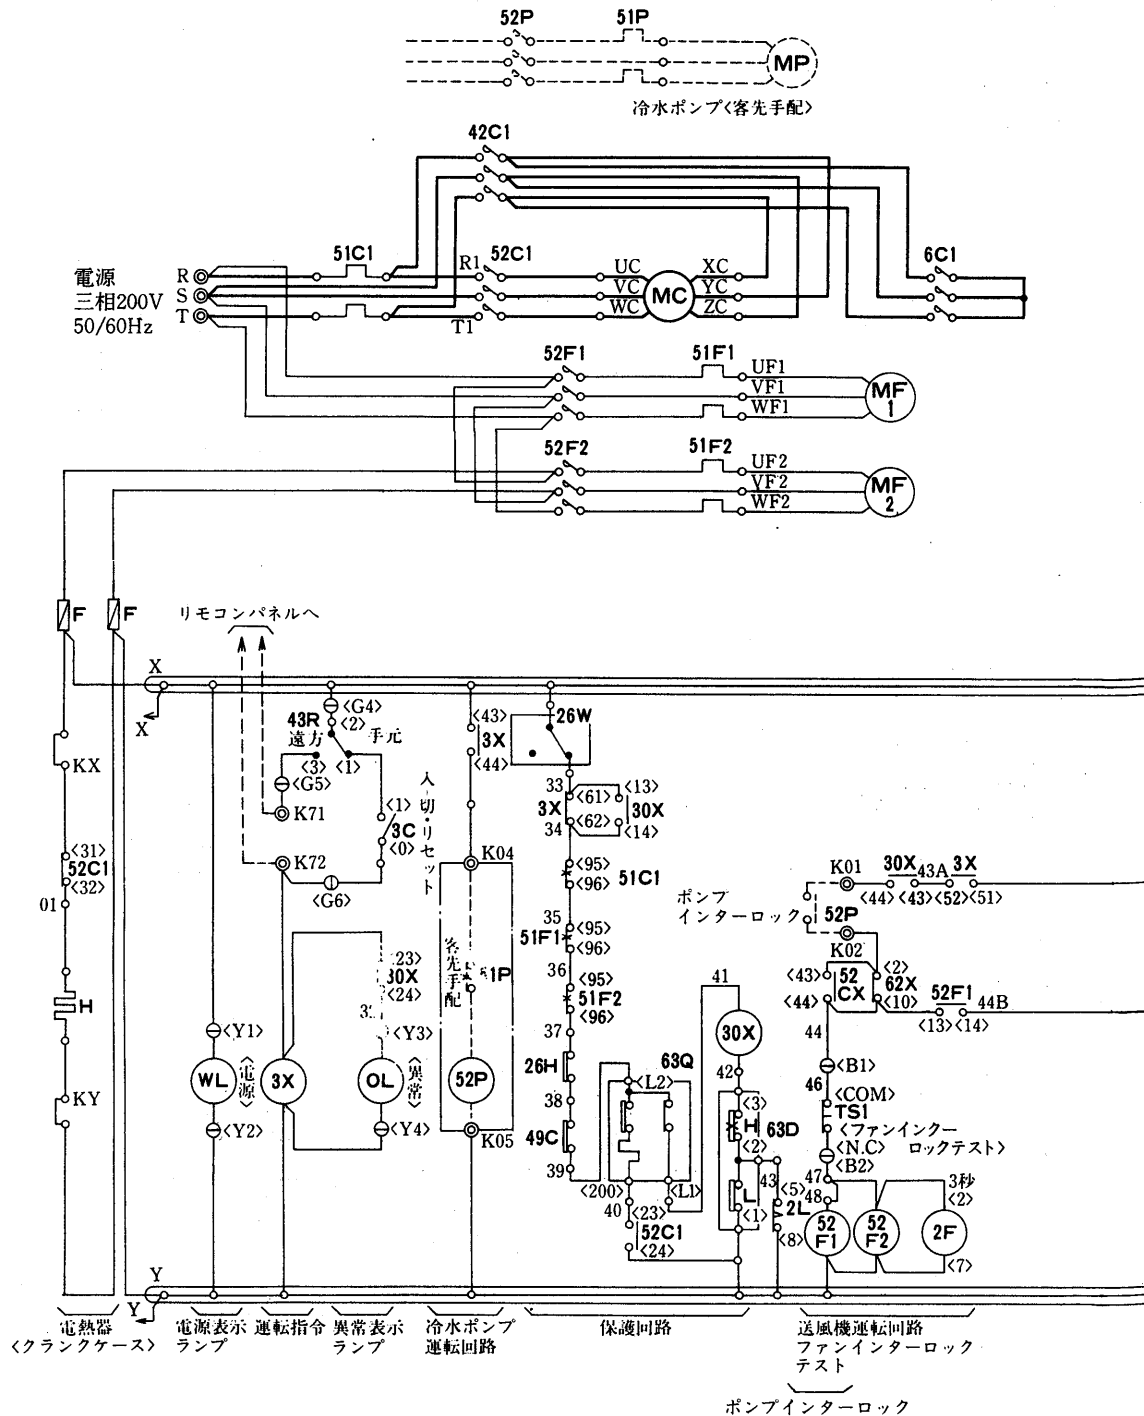 52P
51P
MP
冷水ポンプ<客先手配>
42C1
51C1
R1
52C1
UC
XC
6C1
電源
三相200V
50/60Hz
R
S
T
VC
MC
YC
WC
ZC
T1
52F1
51F1
UF1
VF1
WF1
MF
1
52F2
51F2
UF2
VF2
WF2
MF
2
F
F
リモコンパネルへ
X
X
<G4>
43R
<2>
遠方
手元
<3>
<1>
<G5>
K71
K72
<G6>
<1>
3C
<0>
入-切・リセット
<43>
3X
<44>
26W
KX
<31>
52C1
<32>
01
H
KY
33
<61>
<13>
3X
30X
<62>
<14>
34
<95>
51C1
<96>
35
<95>
51F1
<96>
36
<95>
51F2
<96>
37
26H
38
49C
39
K04
客先手配
51P
52P
K05
30X
<24>
<Y3>
OL
<異常>
<Y4>
3X
<Y1>
WL
<電源>
<Y2>
41
30X
42
63Q
<L2>
<L1>
<200>
40
<23>
52C1
<24>
<3>
H
63D
<2>
43
L
<1>
<5>
2L
<8>
ポンプ
インターロック
K01
30X
43A
3X
<44>
<43>
<52>
<51>
52P
K02
<43>
52
CX
<44>
<2>
62X
<10>
52F1
44B
<13>
<14>
44
<B1>
46
<COM>
TS1
<ファンインター
ロックテスト>
<N.C>
<B2>
47
48
3秒
<2>
52
F1
52
F2
2F
<7>
Y
Y
電熱器
<クランクケース>
電源表示
ランプ
運転指令
異常表示
ランプ
冷水ポンプ
運転回路
保護回路
送風機運転回路
ファンインターロック
テスト
ポンプインターロック